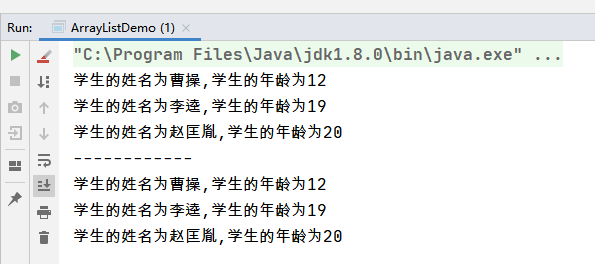 Run: ArrayListDemo (1) ×
"C:\Program Files\Java\jdk1.8.0\bin\java.exe" ...
学生的姓名为曹操,学生的年龄为12
学生的姓名为李逵,学生的年龄为19
学生的姓名为赵匡胤,学生的年龄为20
------------
学生的姓名为曹操,学生的年龄为12
学生的姓名为李逵,学生的年龄为19
学生的姓名为赵匡胤,学生的年龄为20